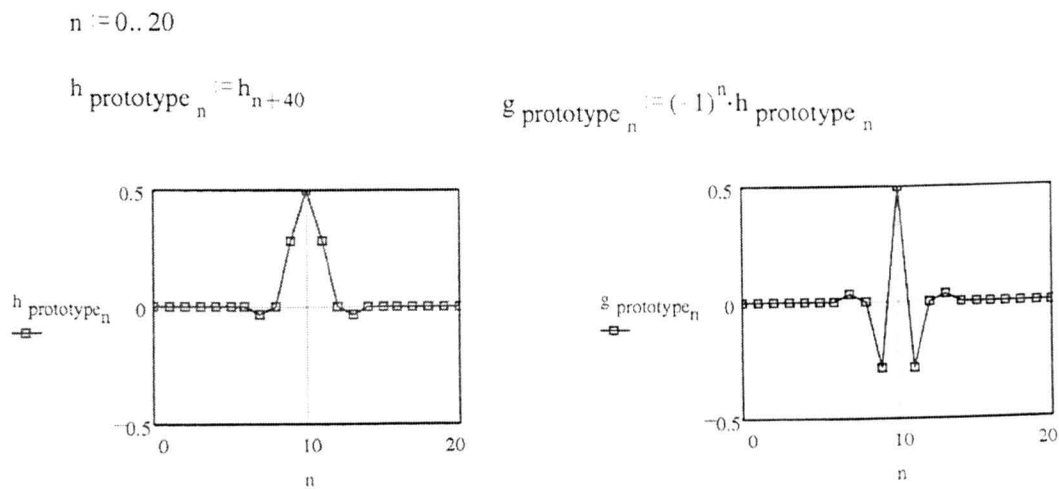 n := 0.. 20
h prototype n := h n+40
g prototype n := (-1)^n · h prototype n
0.5
0
-0.5
0 10 20
h prototype n
n
0.5
0
-0.5
0 10 20
g prototype n
n